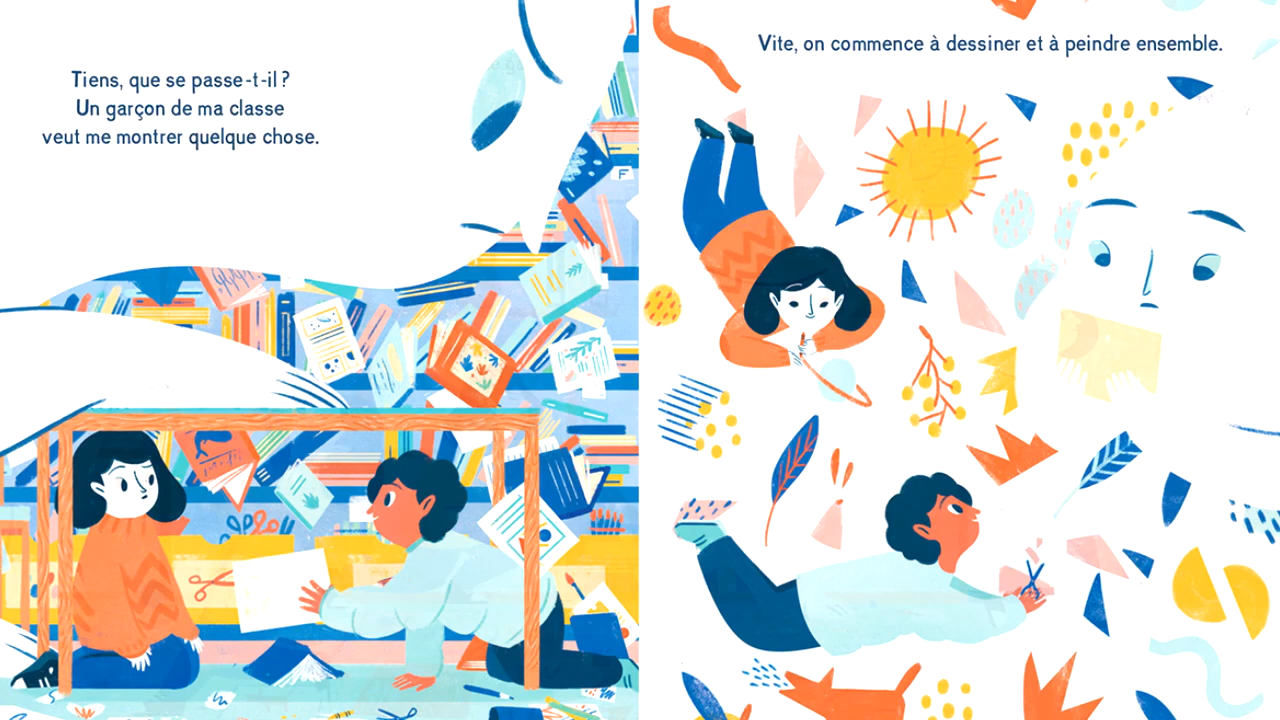 Tiens, que se passe-t-il ?
Un garçon de ma classe
veut me montrer quelque chose.
F
Vite, on commence à dessiner et à peindre ensemble.